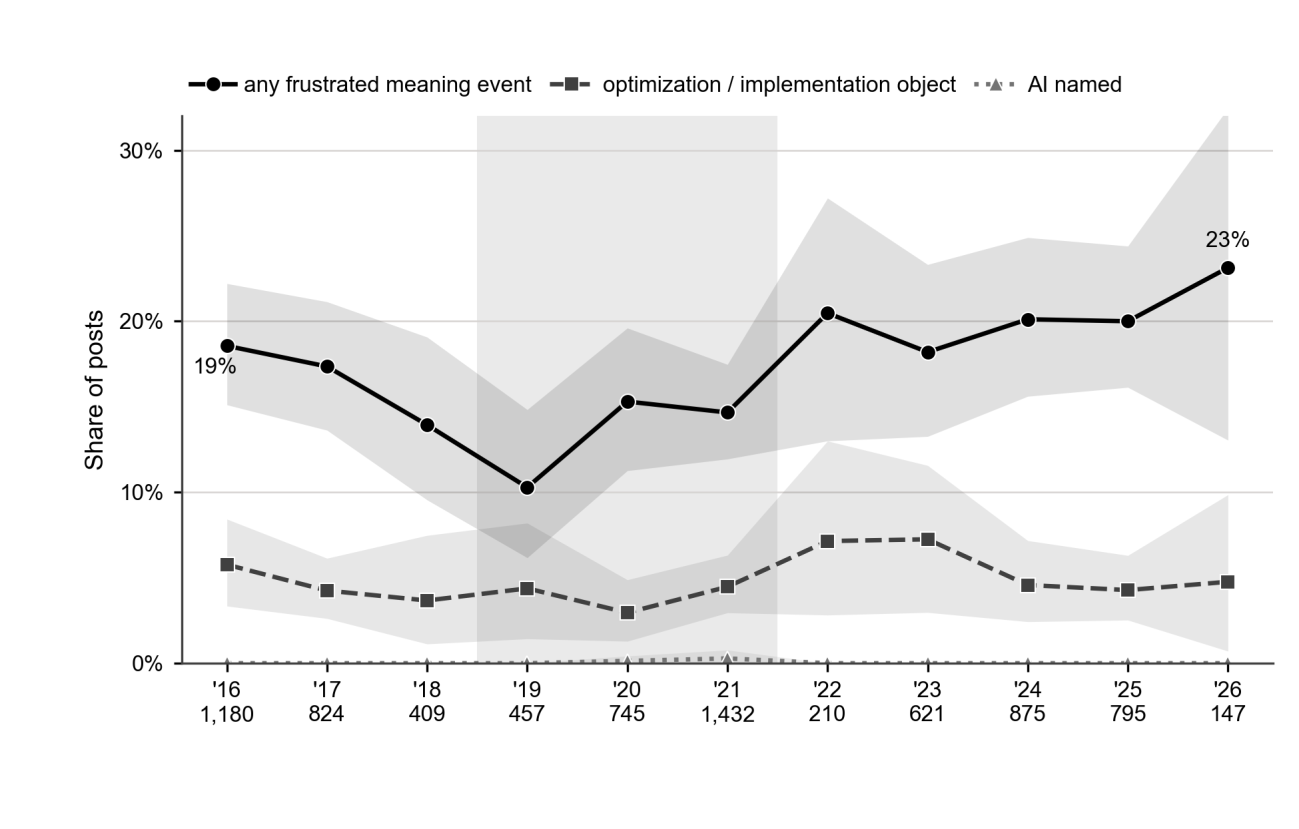 any frustrated meaning event optimization / implementation object AI named
30%
20%
10%
0%
Share of posts
19%
23%
'16 '17 '18 '19 '20 '21 '22 '23 '24 '25 '26
1,180 824 409 457 745 1,432 210 621 875 795 147